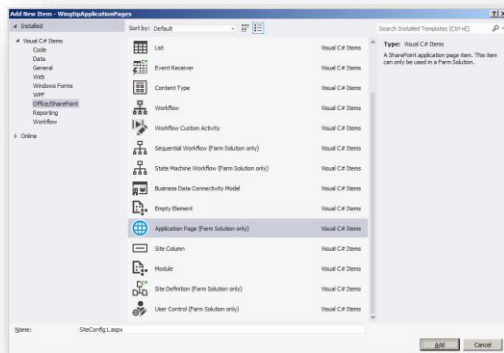 Add New Item - WingtipApplicationPages
Installed
Sort by: Default
Search Installed Templates (Ctrl+E)
Visual C# Items
Code
Data
General
Web
Windows Forms
WPF
Office/SharePoint
Reporting
Workflow
Online
List Visual C# Items
Event Receiver Visual C# Items
Content Type Visual C# Items
Workflow Visual C# Items
Workflow Custom Activity Visual C# Items
Sequential Workflow (Farm Solution only) Visual C# Items
State Machine Workflow (Farm Solution only) Visual C# Items
Business Data Connectivity Model Visual C# Items
Empty Element Visual C# Items
Application Page (Farm Solution only) Visual C# Items
Site Column Visual C# Items
Module Visual C# Items
Site Definition (Farm Solution only) Visual C# Items
User Control (Farm Solution only) Visual C# Items
Type: Visual C# Items
A SharePoint application page item. This item
can only be used in a Farm Solution.
Name: SiteConfig1.aspx
Add Cancel